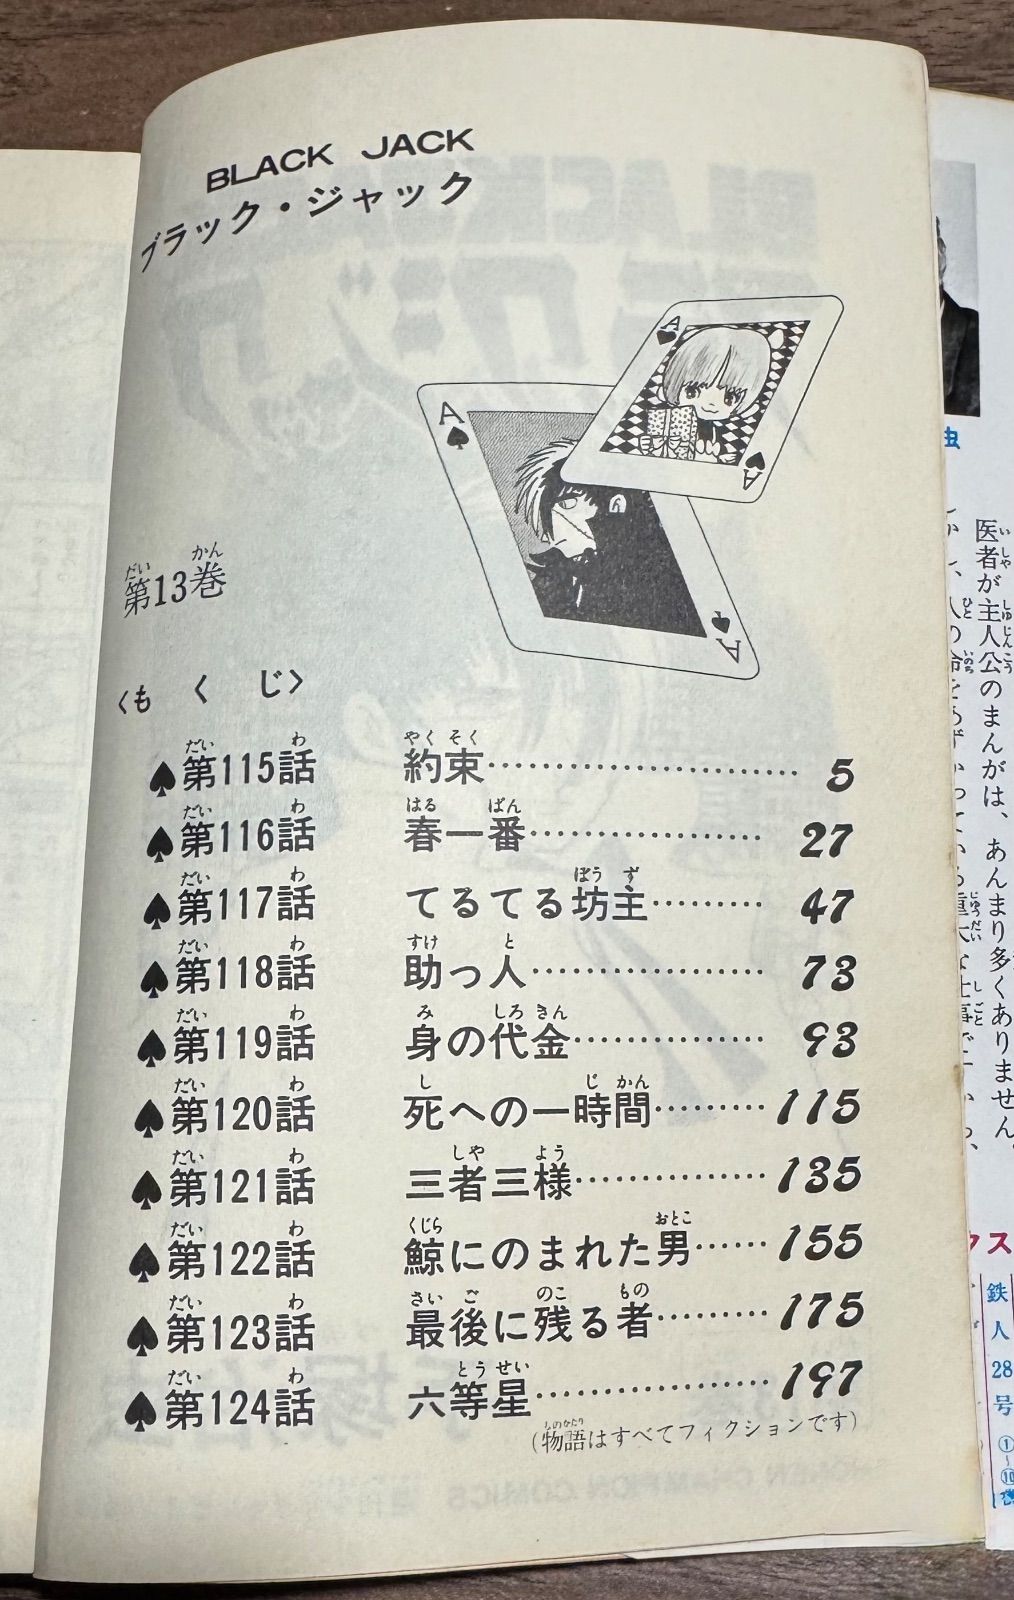 BLACK JACK
ブラック・ジャック
A
A
A
A
第13巻
〈もくじ〉
♠第115話 約束…………………… 5
♠第116話 春一番……………… 27
♠第117話 てるてる坊主……… 47
♠第118話 助っ人……………… 73
♠第119話 身の代金…………… 93
♠第120話 死への一時間……… 115
♠第121話 三者三様…………… 135
♠第122話 鯨にのまれた男…… 155
♠第123話 最後に残る者……… 175
♠第124話 六等星……………… 197
(物語はすべてフィクションです)
虫
医者が主人公のまんがは、あんまり多くありません。
クス
鉄人28号①～⑩巻